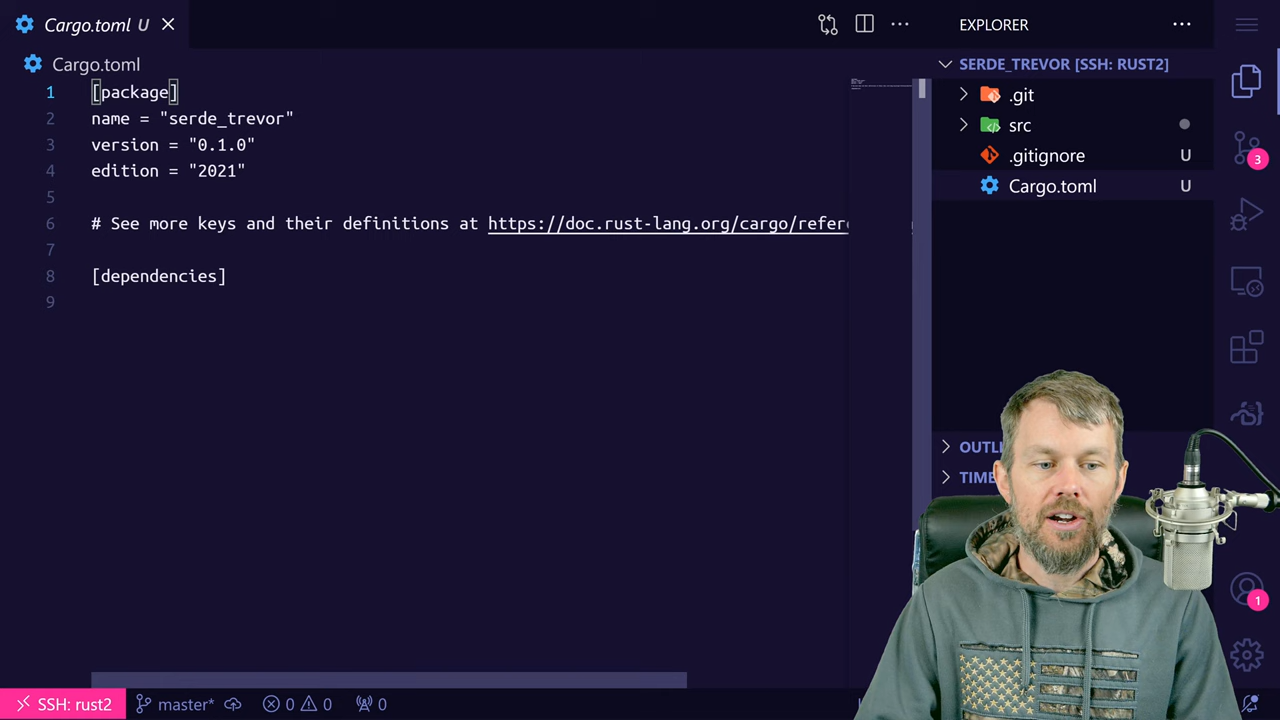 Cargo.toml U
EXPLORER
Cargo.toml
SERDE_TREVOR [SSH: RUST2]
1 [package]
2 name = "serde_trevor"
3 version = "0.1.0"
4 edition = "2021"
5
6 # See more keys and their definitions at https://doc.rust-lang.org/cargo/refer
7
8 [dependencies]
9
.git
src
.gitignore U
Cargo.toml U
3
OUTL
TIME
1
SSH: rust2 master* 0 0 0